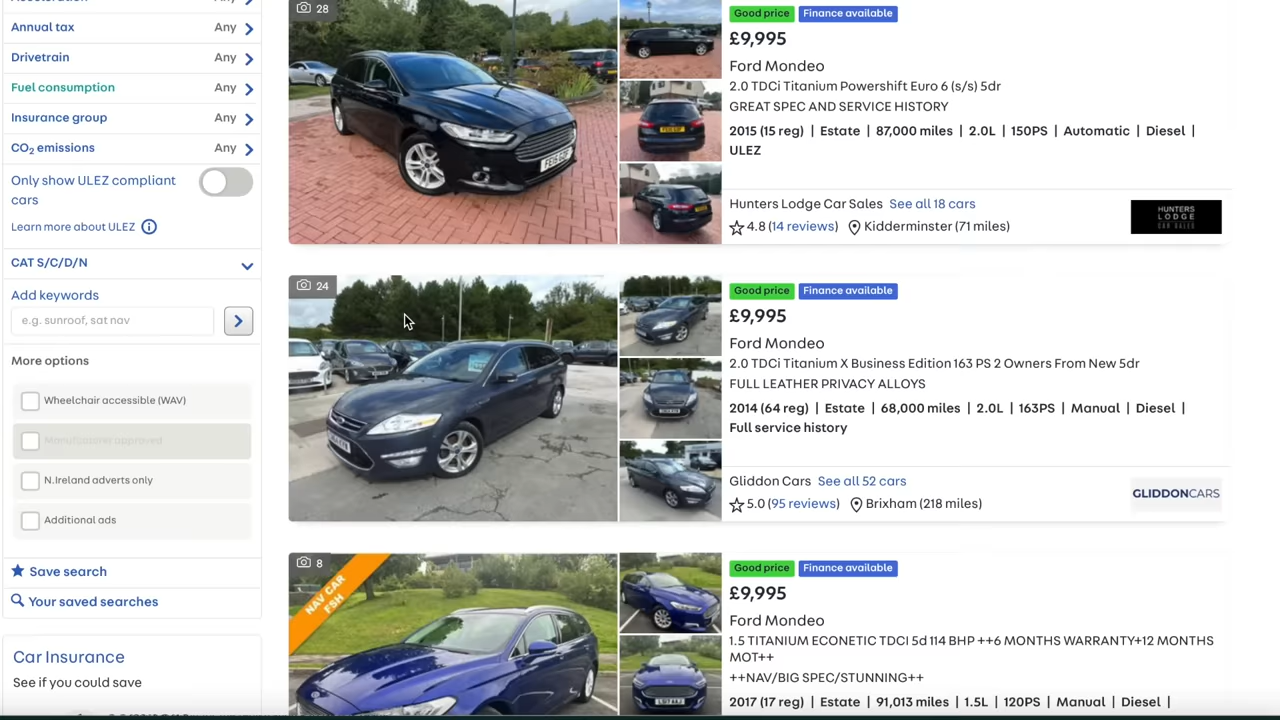 Annual tax Any
Drivetrain Any
Fuel consumption Any
Insurance group Any
CO2 emissions Any
Only show ULEZ compliant
cars
Learn more about ULEZ
CAT S/C/D/N
Add keywords
e.g. sunroof, sat nav
More options
Wheelchair accessible (WAV)
Manufacturer approved
N.Ireland adverts only
Additional ads
Save search
Your saved searches
Car Insurance
See if you could save
28
Good price Finance available
£9,995
Ford Mondeo
2.0 TDCi Titanium Powershift Euro 6 (s/s) 5dr
GREAT SPEC AND SERVICE HISTORY
2015 (15 reg) | Estate | 87,000 miles | 2.0L | 150PS | Automatic | Diesel |
ULEZ
Hunters Lodge Car Sales See all 18 cars
4.8 (14 reviews) Kidderminster (71 miles)
HUNTERS
LODGE
CAR SALES
24
Good price Finance available
£9,995
Ford Mondeo
2.0 TDCi Titanium X Business Edition 163 PS 2 Owners From New 5dr
FULL LEATHER PRIVACY ALLOYS
2014 (64 reg) | Estate | 68,000 miles | 2.0L | 163PS | Manual | Diesel |
Full service history
Gliddon Cars See all 52 cars
5.0 (95 reviews) Brixham (218 miles)
GLIDDONCARS
8
NAV CAR
FSH
Good price Finance available
£9,995
Ford Mondeo
1.5 TITANIUM ECONETIC TDCI 5d 114 BHP ++6 MONTHS WARRANTY+12 MONTHS
MOT++
++NAV/BIG SPEC/STUNNING++
2017 (17 reg) | Estate | 91,013 miles | 1.5L | 120PS | Manual | Diesel |